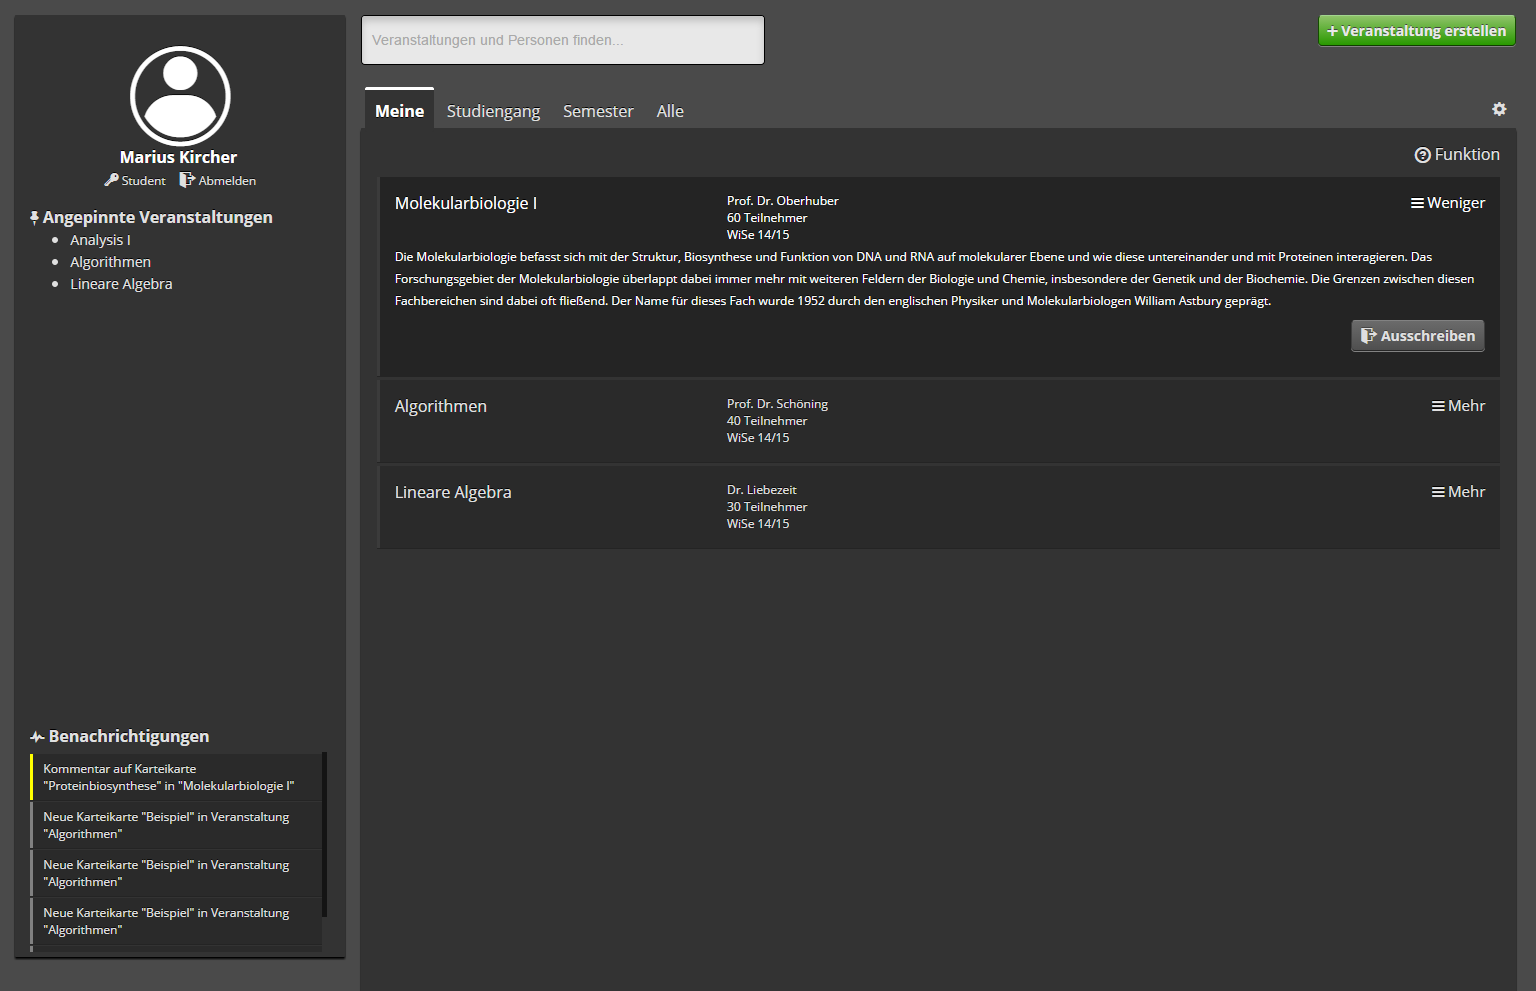 Marius Kircher
Student Abmelden
Angepinnte Veranstaltungen
Analysis I
Algorithmen
Lineare Algebra
Benachrichtigungen
Kommentar auf Karteikarte
"Proteinbiosynthese" in "Molekularbiologie I"
Neue Karteikarte "Beispiel" in Veranstaltung
"Algorithmen"
Neue Karteikarte "Beispiel" in Veranstaltung
"Algorithmen"
Neue Karteikarte "Beispiel" in Veranstaltung
"Algorithmen"
Veranstaltungen und Personen finden...
Veranstaltung erstellen
Meine Studiengang Semester Alle
Funktion
Molekularbiologie I
Prof. Dr. Oberhuber
60 Teilnehmer
WiSe 14/15
Weniger
Die Molekularbiologie befasst sich mit der Struktur, Biosynthese und Funktion von DNA und RNA auf molekularer Ebene und wie diese untereinander und mit Proteinen interagieren. Das
Forschungsgebiet der Molekularbiologie überlappt dabei immer mehr mit weiteren Feldern der Biologie und Chemie, insbesondere der Genetik und der Biochemie. Die Grenzen zwischen diesen
Fachbereichen sind dabei oft fließend. Der Name für dieses Fach wurde 1952 durch den englischen Physiker und Molekularbiologen William Astbury geprägt.
Ausschreiben
Algorithmen
Prof. Dr. Schöning
40 Teilnehmer
WiSe 14/15
Mehr
Lineare Algebra
Dr. Liebezeit
30 Teilnehmer
WiSe 14/15
Mehr